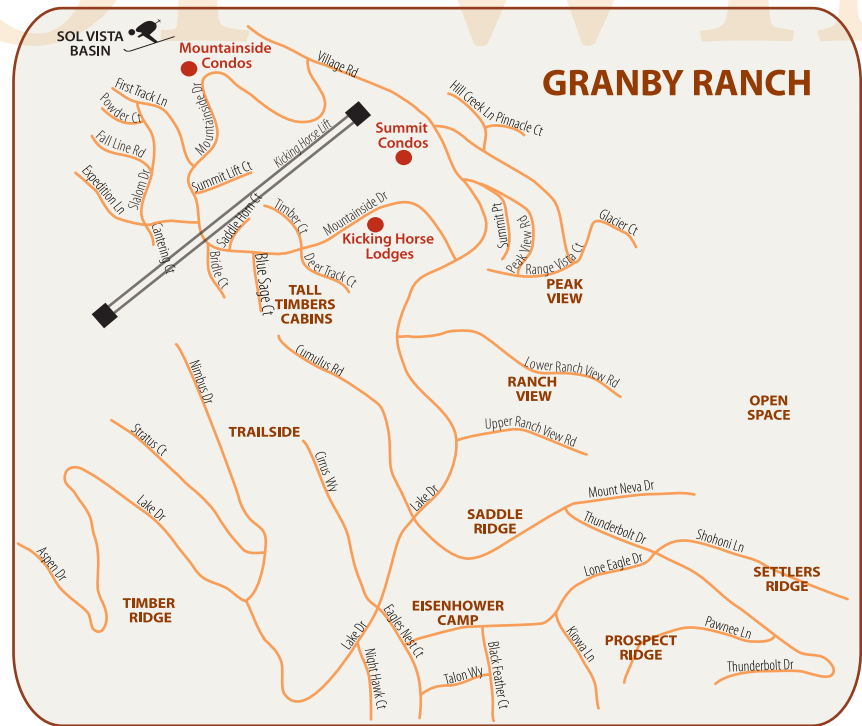 SOL VISTA
BASIN
Mountainside
Condos
Village Rd
GRANBY RANCH
First Track Ln
Powder Ct
Mountainside Dr
Hill Creek Ln
Pinnacle Ct
Kicking Horse Lift
Summit
Condos
Fall Line Rd
Slalom Dr
Summit Lift Ct
Expedition Ln
Cantering Ct
Saddle Horn Ct
Timber Ct
Mountainside Dr
Kicking Horse
Lodges
Summit Pt
Peak View Rd
Glacier Ct
Range Vista Ct
PEAK
VIEW
Bridle Ct
Blue Sage Ct
Deer Track Ct
TALL
TIMBERS
CABINS
Nimbus Dr
Cumulus Rd
Lower Ranch View Rd
RANCH
VIEW
OPEN
SPACE
Stratus Ct
TRAILSIDE
Cirrus Wy
Upper Ranch View Rd
Lake Dr
Lake Dr
SADDLE
RIDGE
Mount Neva Dr
Thunderbolt Dr
Shohoni Ln
Lone Eagle Dr
SETTLERS
RIDGE
Aspen Dr
TIMBER
RIDGE
Lake Dr
Eagles Nest Ct
EISENHOWER
CAMP
Night Hawk Ct
Talon Wy
Black Feather Ct
Kiowa Ln
PROSPECT
RIDGE
Pawnee Ln
Thunderbolt Dr